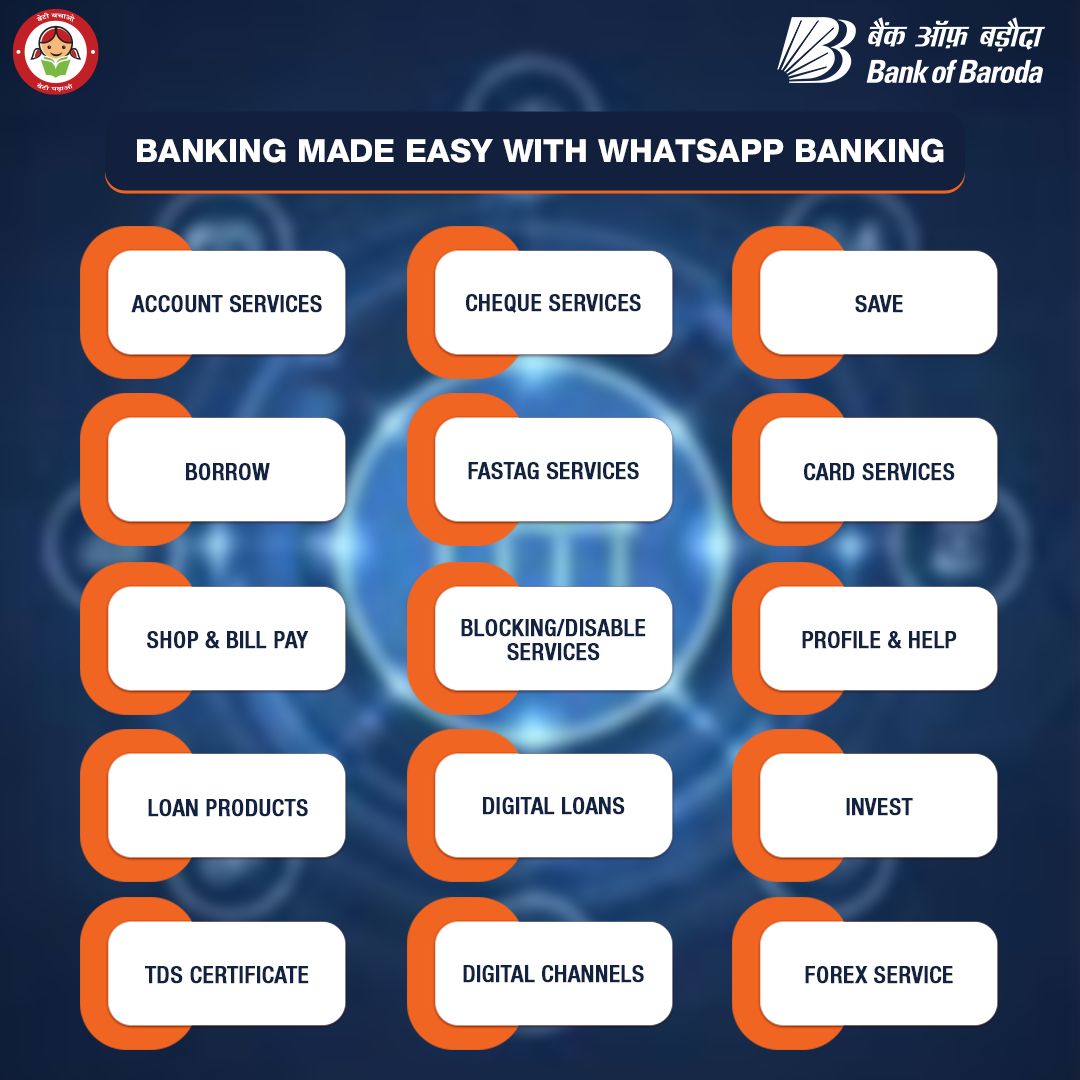 बेटी बचाओ
बेटी पढ़ाओ
बैंक ऑफ़ बड़ौदा
Bank of Baroda
BANKING MADE EASY WITH WHATSAPP BANKING
ACCOUNT SERVICES
CHEQUE SERVICES
SAVE
BORROW
FASTAG SERVICES
CARD SERVICES
SHOP & BILL PAY
BLOCKING/DISABLE
SERVICES
PROFILE & HELP
LOAN PRODUCTS
DIGITAL LOANS
INVEST
TDS CERTIFICATE
DIGITAL CHANNELS
FOREX SERVICE